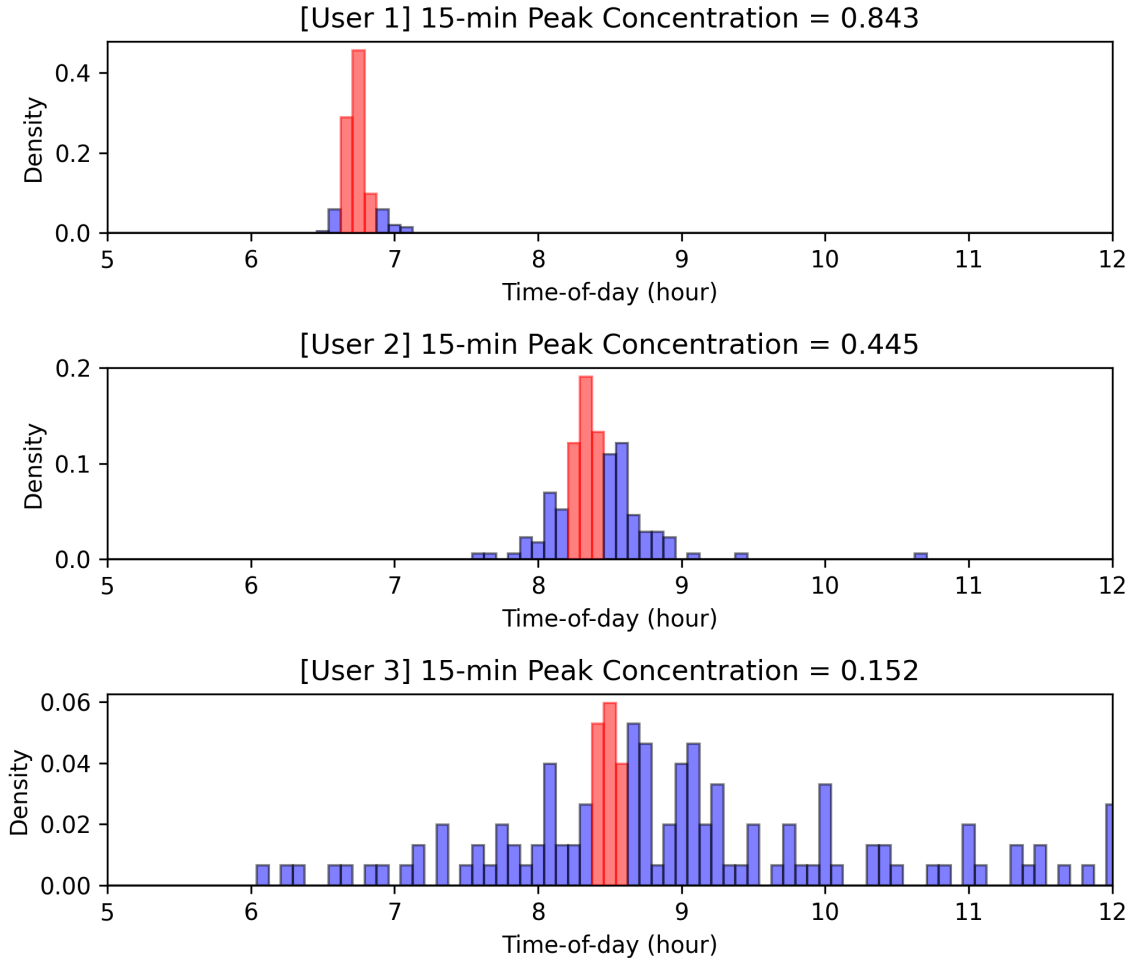 [User 1] 15-min Peak Concentration = 0.843
0.4
0.2
0.0
Density
5 6 7 8 9 10 11 12
Time-of-day (hour)
[User 2] 15-min Peak Concentration = 0.445
0.2
0.1
0.0
Density
5 6 7 8 9 10 11 12
Time-of-day (hour)
[User 3] 15-min Peak Concentration = 0.152
0.06
0.04
0.02
0.00
Density
5 6 7 8 9 10 11 12
Time-of-day (hour)